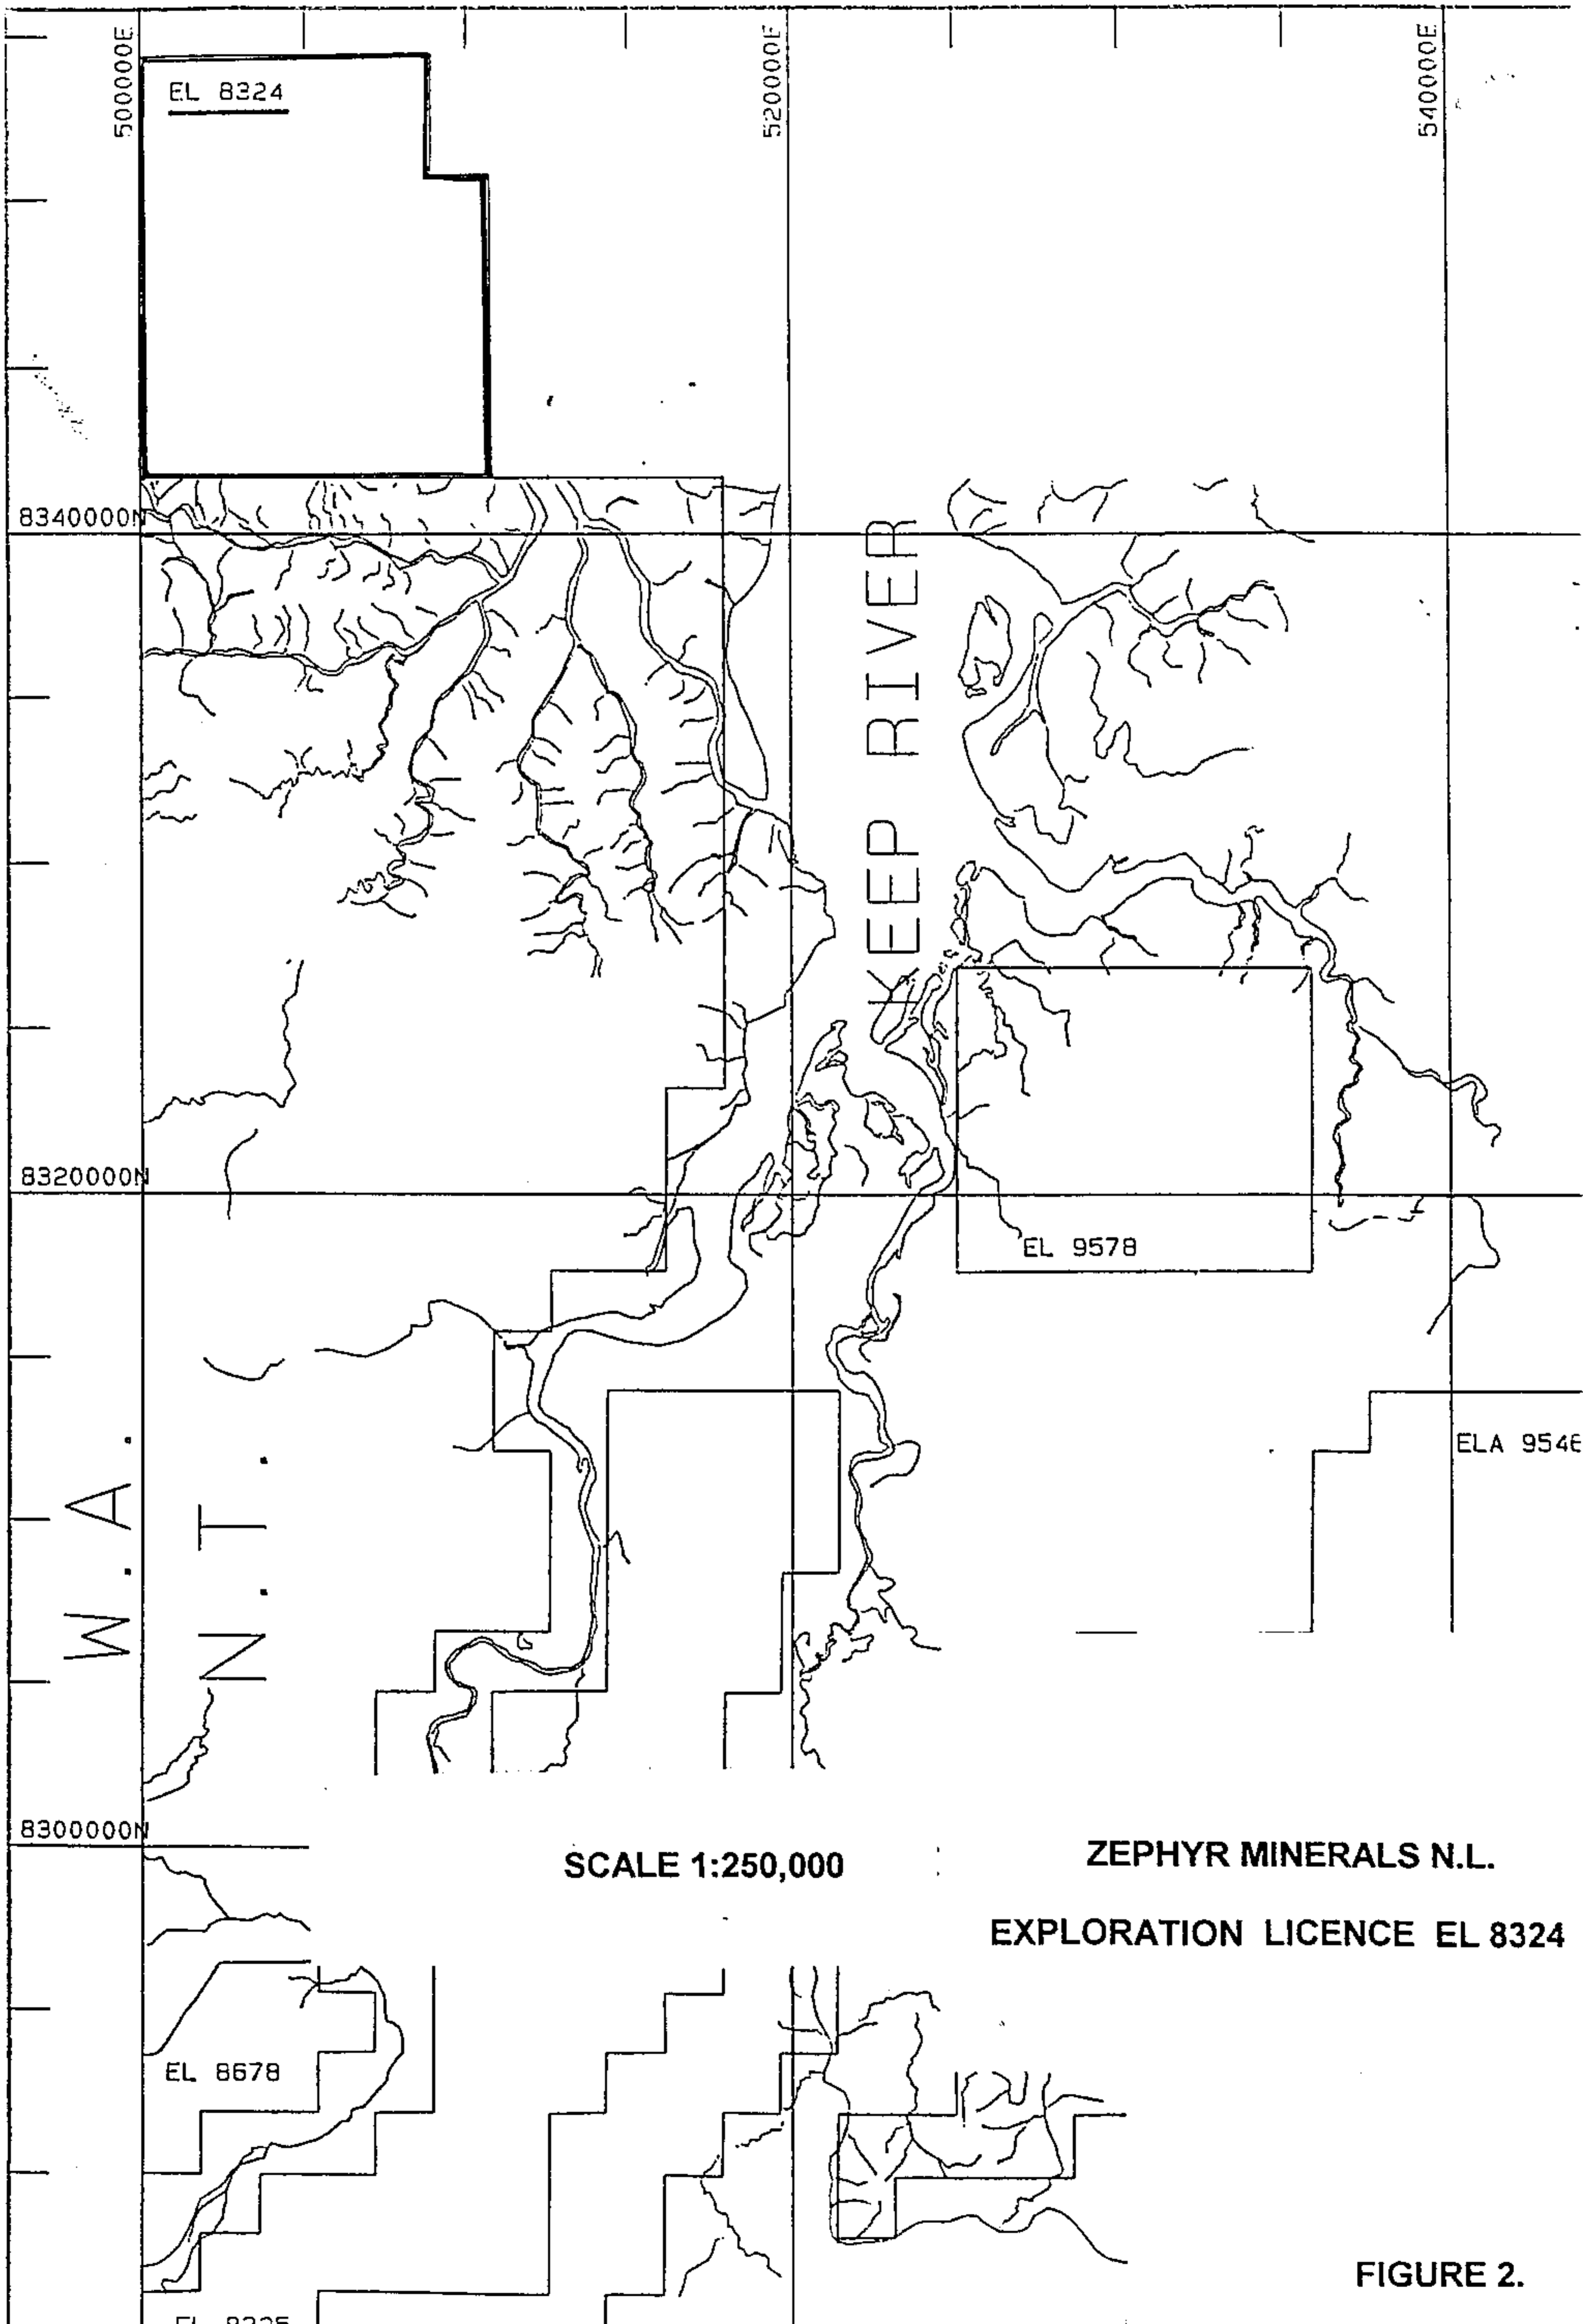 500000E
520000E
540000E
EL 8324
8340000N
KEEP RIVER
8320000N
EL 9578
W.A.
N.T.
8300000N
SCALE 1:250,000
ZEPHYR MINERALS N.L.
EXPLORATION LICENCE EL 8324
EL 8678
FIGURE 2.
ELA